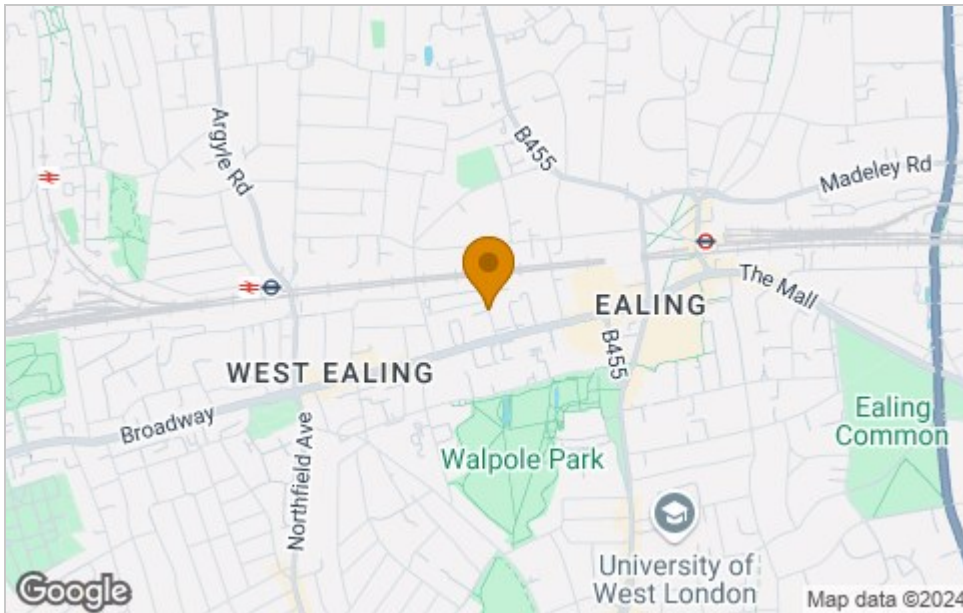 Argyle Rd
B455
Madeley Rd
The Mall
EALING
B455
WEST EALING
Broadway
Northfield Ave
Walpole Park
Ealing
Common
University of
West London
Google
Map data ©2024